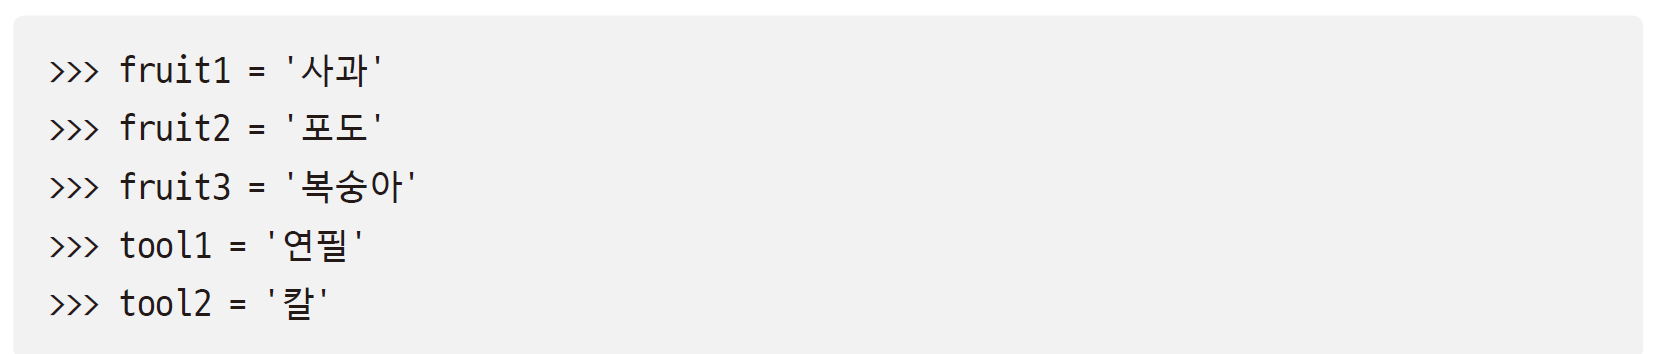 >>> fruit1 = '사과'
>>> fruit2 = '포도'
>>> fruit3 = '복숭아'
>>> tool1 = '연필'
>>> tool2 = '칼'